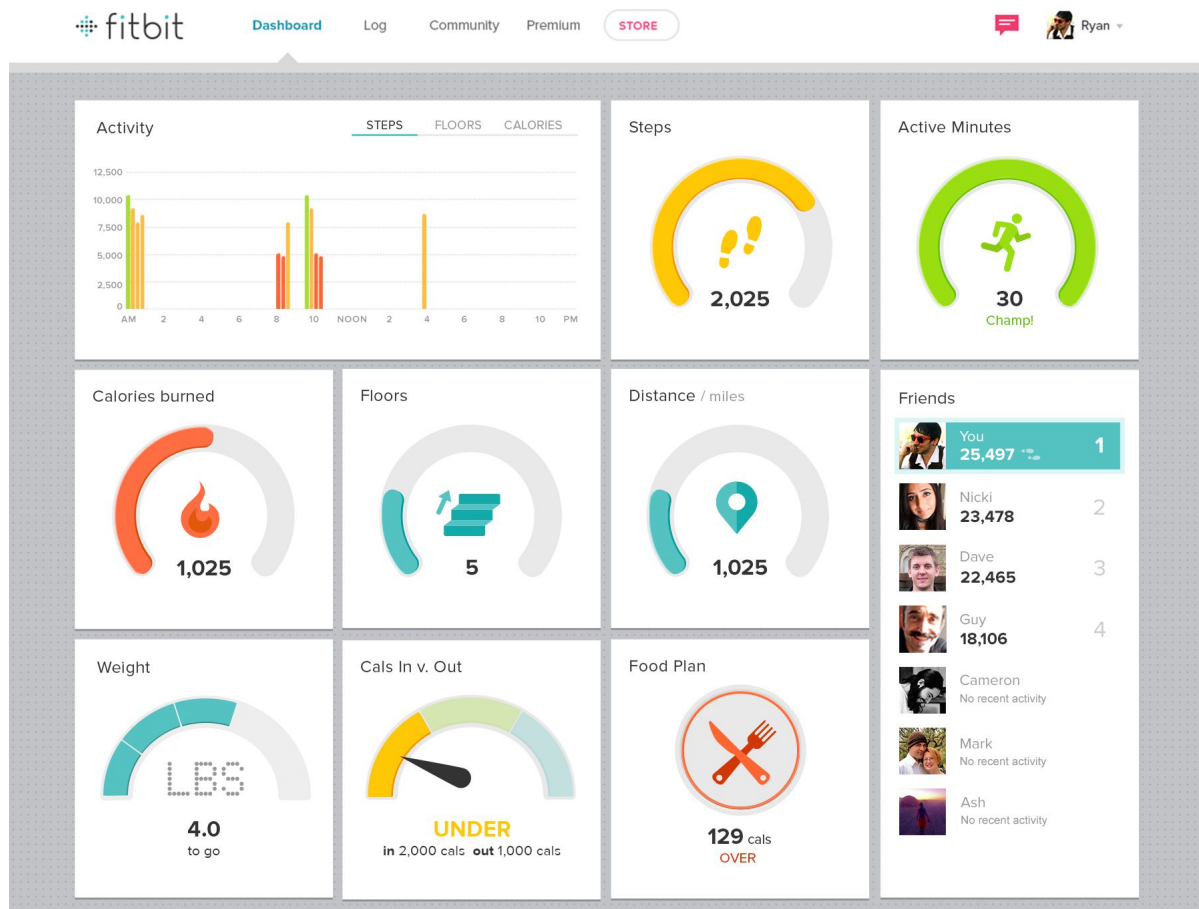 fitbit
Dashboard Log Community Premium STORE
Ryan
Activity
STEPS FLOORS CALORIES
12,500
10,000
7,500
5,000
2,500
0
AM 2 4 6 8 10 NOON 2 4 6 8 10 PM
Steps
2,025
Active Minutes
30
Champ!
Calories burned
1,025
Floors
5
Distance / miles
1,025
Friends
You
25,497 1
Nicki
23,478 2
Dave
22,465 3
Guy
18,106 4
Cameron
No recent activity
Mark
No recent activity
Ash
No recent activity
Weight
LBS
4.0
to go
Cals In v. Out
UNDER
in 2,000 cals out 1,000 cals
Food Plan
129 cals
OVER